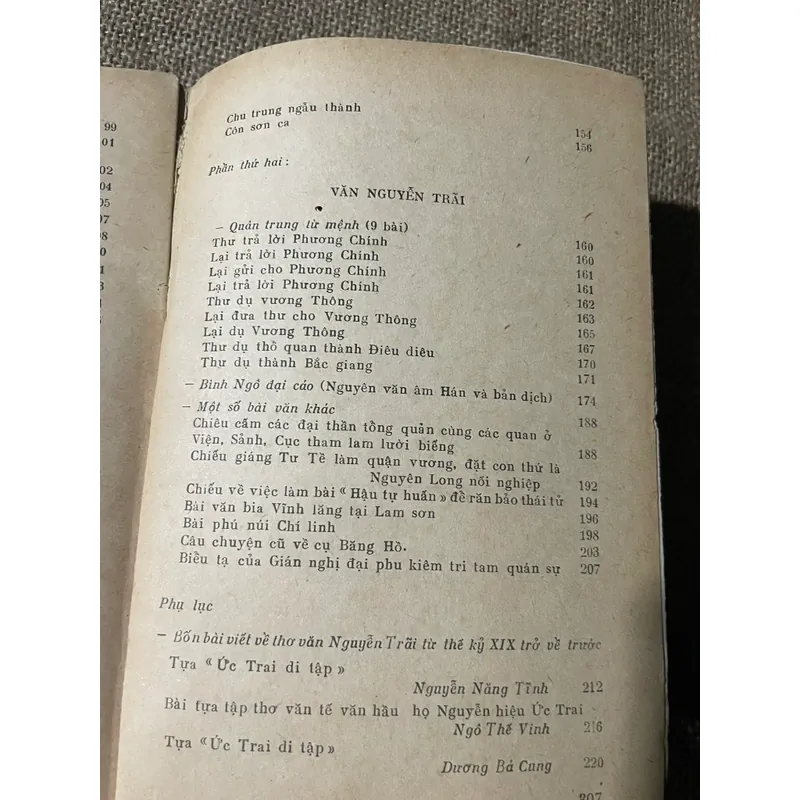 99
01
02
04
05
07
08
0
1
3
Chu trung ngẫu thành 154
Côn sơn ca 156
Phần thứ hai :
VĂN NGUYỄN TRÃI
— Quân trung từ mệnh (9 bài) 160
Thư trả lời Phương Chính 160
Lại trả lời Phương Chính 161
Lại gửi cho Phương Chính 161
Lại trả lời Phương Chính 162
Thư dụ vương Thông 163
Lại đưa thư cho Vương Thông 165
Lại dụ Vương Thông 167
Thư dụ thổ quan thành Điêu diêu 170
Thư dụ thành Bắc giang 171
— Bình Ngô đại cáo (Nguyên văn âm Hán và bản dịch) 174
— Một số bài văn khác 188
Chiếu cấm các đại thần tổng quản cùng các quan ở
Viện, Sảnh, Cục tham lam lười biếng 188
Chiếu giáng Tư Tề làm quận vương, đặt con thứ là
Nguyên Long nối nghiệp 192
Chiếu về việc làm bài « Hậu tự huấn » để răn bảo thái tử 194
Bài văn bia Vĩnh lăng tại Lam sơn 196
Bài phú núi Chí linh 198
Câu chuyện cũ về cụ Băng Hồ. 203
Biểu tạ của Gián nghị đại phu kiêm tri tam quán sự 207
Phụ lục
— Bốn bài viết về thơ văn Nguyễn Trãi từ thế kỷ XIX trở về trước
Tựa « Ức Trai di tập »
Nguyễn Năng Tĩnh 212
Bài tựa tập thơ văn tế văn hầu họ Nguyễn hiệu Ức Trai
Ngô Thế Vinh 216
Tựa « Ức Trai di tập »
Dương Bá Cung 220